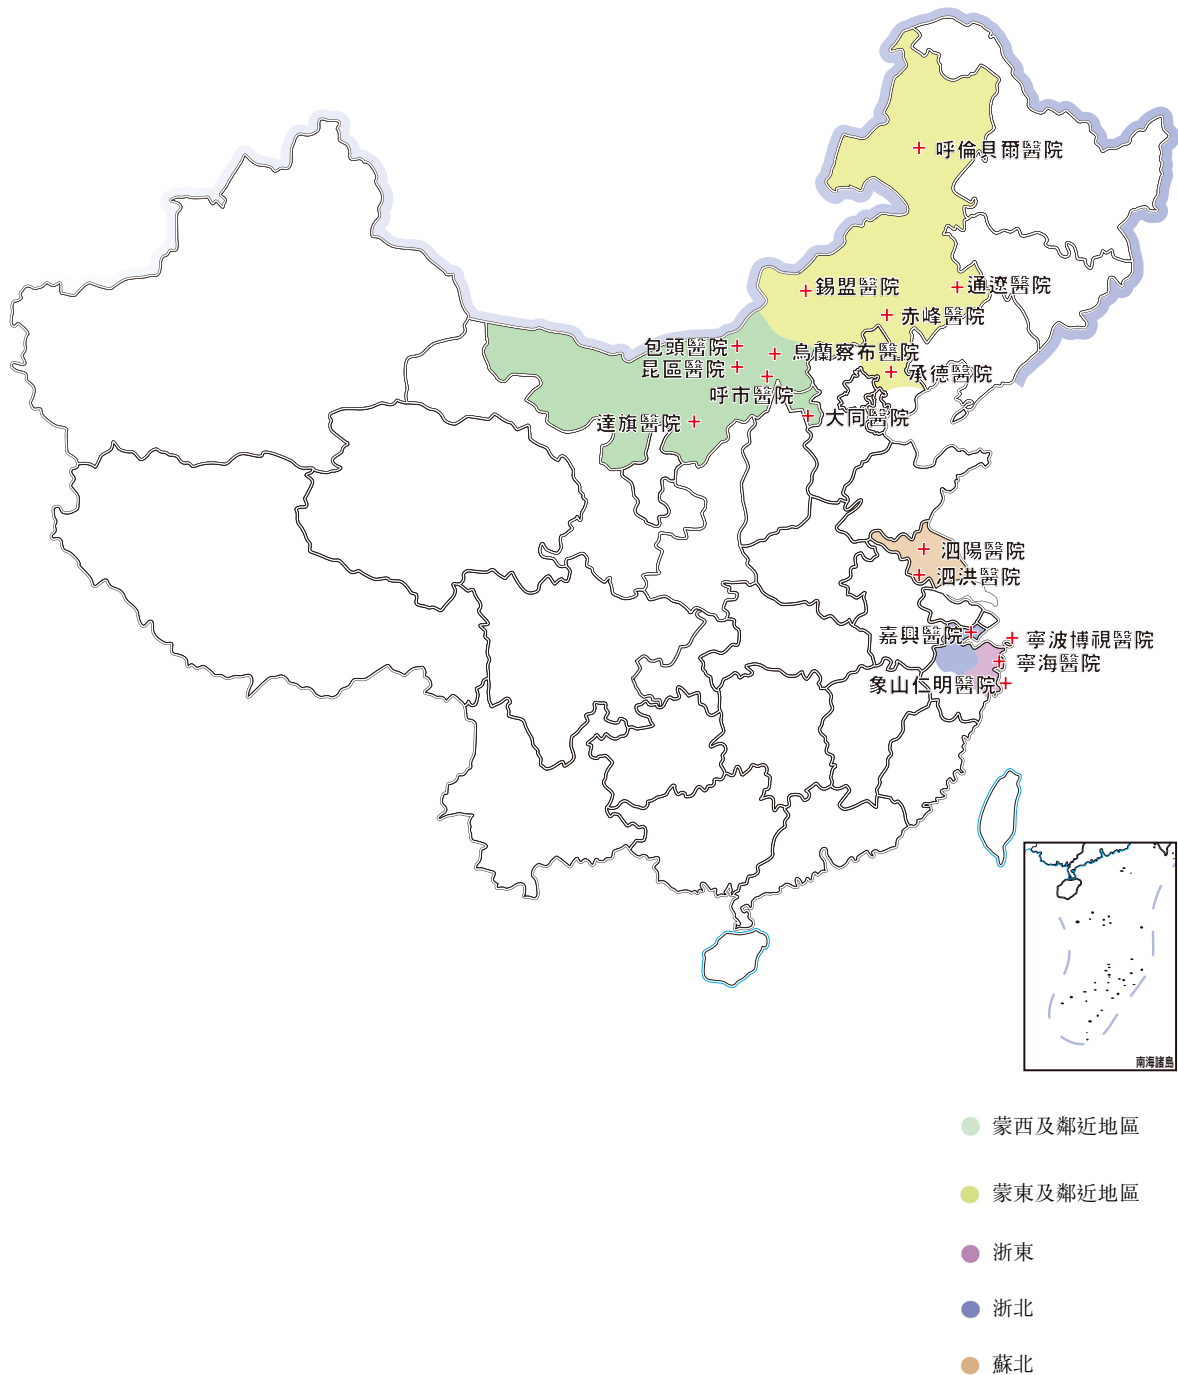 呼倫貝爾醫院
錫盟醫院
通遼醫院
赤峰醫院
包頭醫院
烏蘭察布醫院
昆區醫院
承德醫院
呼市醫院
達旗醫院
大同醫院
泗陽醫院
泗洪醫院
嘉興醫院
寧波博視醫院
寧海醫院
象山仁明醫院
南海諸島
蒙西及鄰近地區
蒙東及鄰近地區
浙東
浙北
蘇北